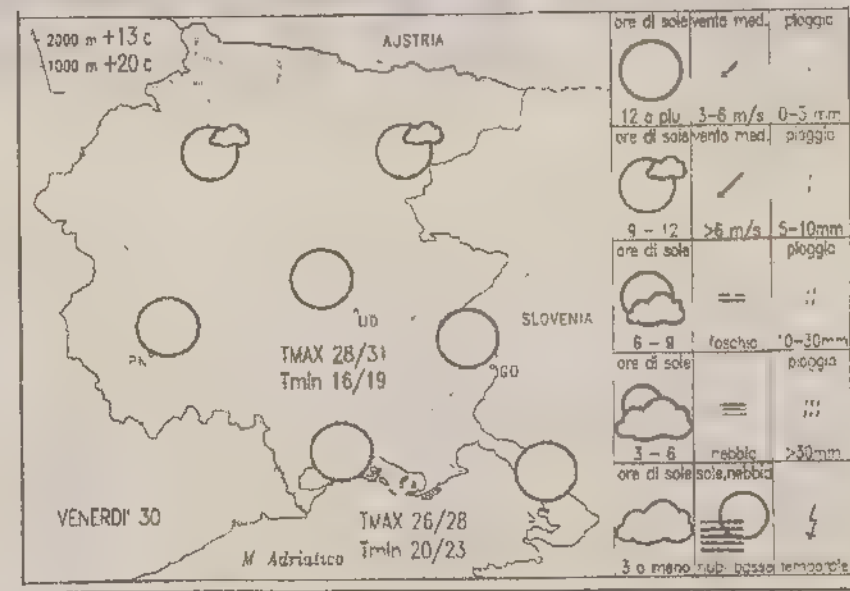 2000 m +13 c
1000 m +20 c
AUSTRIA
SLOVENIA
UD
PN
GO
TMAX 28/31
Tmin 16/19
VENERDI' 30
TMAX 26/28
Tmin 20/23
M Adriatico
ore di sole vento med. pioggia
12 o piu 3-6 m/s 0-5 mm
ore di sole vento med. pioggia
9 - 12 >6 m/s 5-10mm
ore di sole pioggia
6 - 9 foschia 10-30mm
ore di sole pioggia
3 - 6 nebbia >30mm
ore di sole sole, nebbia
3 o meno nubi basse temporale